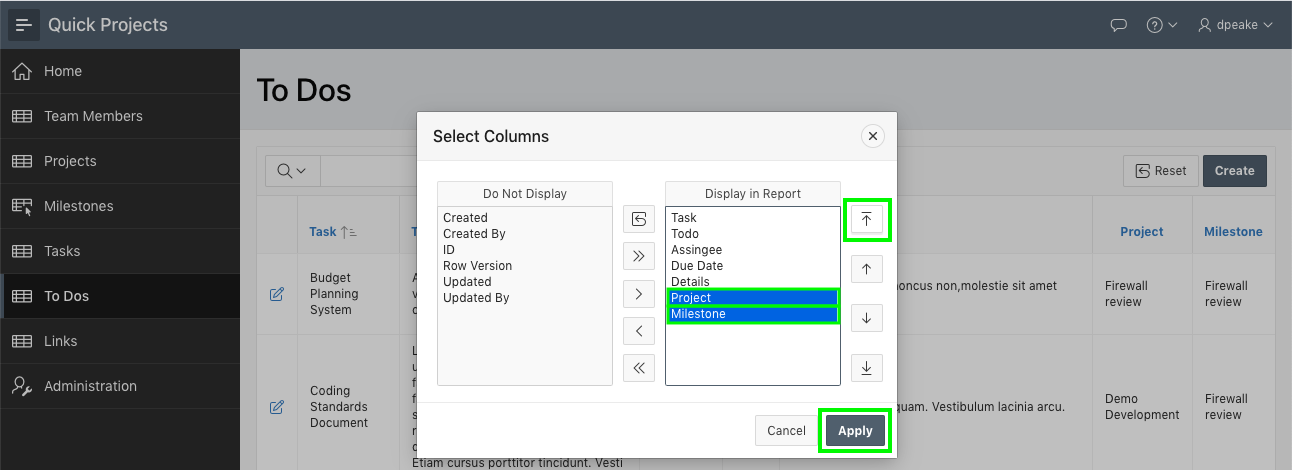 Quick Projects
dpeake
Home
Team Members
Projects
Milestones
Tasks
To Dos
Links
Administration
To Dos
Reset
Create
Task
Project
Milestone
Budget
Planning
System
honcus non,molestie sit amet
Firewall
review
Firewall
review
Coding
Standards
Document
quam. Vestibulum lacinia arcu.
Demo
Development
Firewall
review
Etiam cursus porttitor tincidunt. Vesti
Select Columns
Do Not Display
Created
Created By
ID
Row Version
Updated
Updated By
Display in Report
Task
Todo
Assingee
Due Date
Details
Project
Milestone
Cancel
Apply